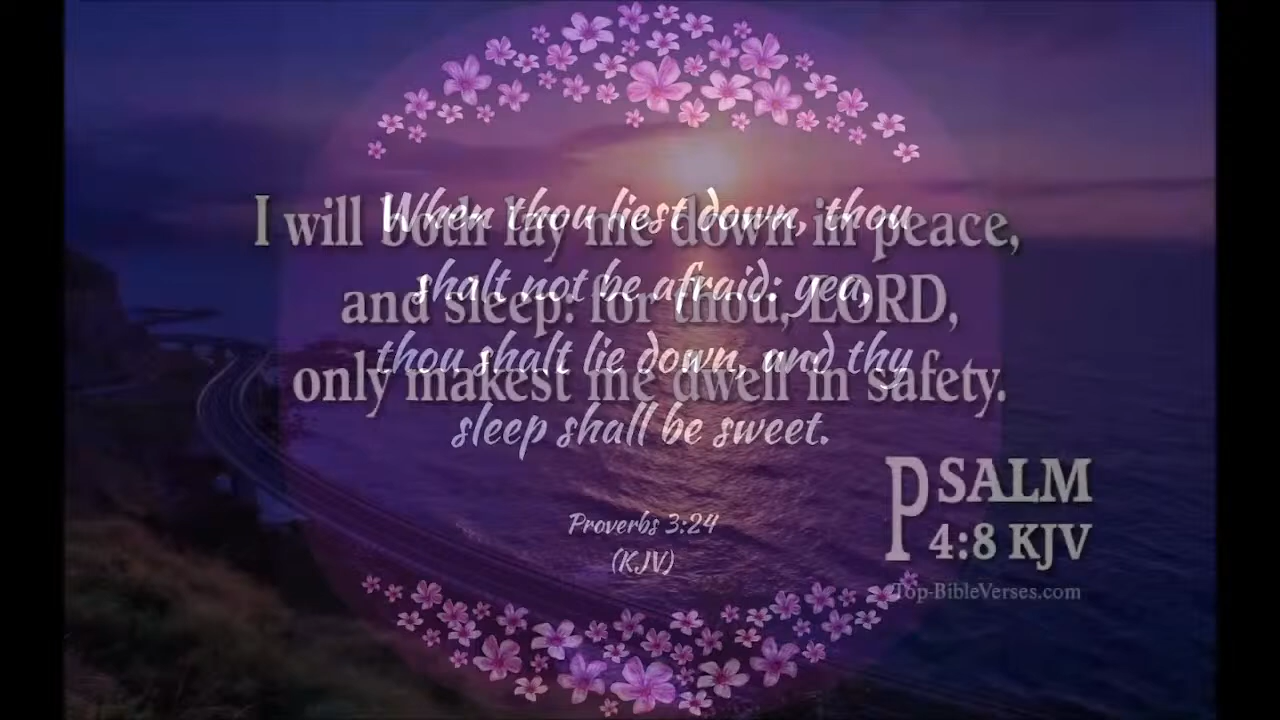 I will both lay me down in peace,
and sleep: for thou, LORD,
only makest me dwell in safety.
PSALM
4:8 KJV
Top-BibleVerses.com
When thou liest down, thou
shalt not be afraid: yea,
thou shalt lie down, and thy
sleep shall be sweet.
Proverbs 3:24
(KJV)